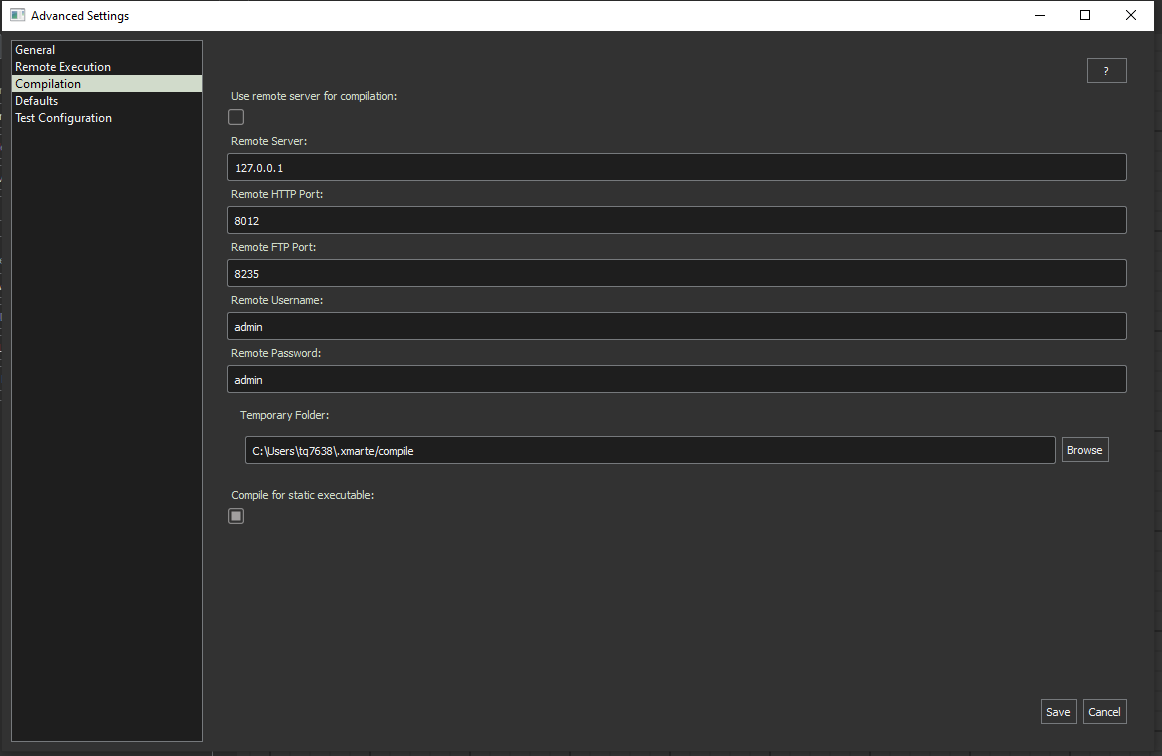 Advanced Settings
General
Remote Execution
Compilation
Defaults
Test Configuration
?
Use remote server for compilation:
Remote Server:
127.0.0.1
Remote HTTP Port:
8012
Remote FTP Port:
8235
Remote Username:
admin
Remote Password:
admin
Temporary Folder:
C:\Users\tq7638\.xmarte/compile
Browse
Compile for static executable:
Save
Cancel